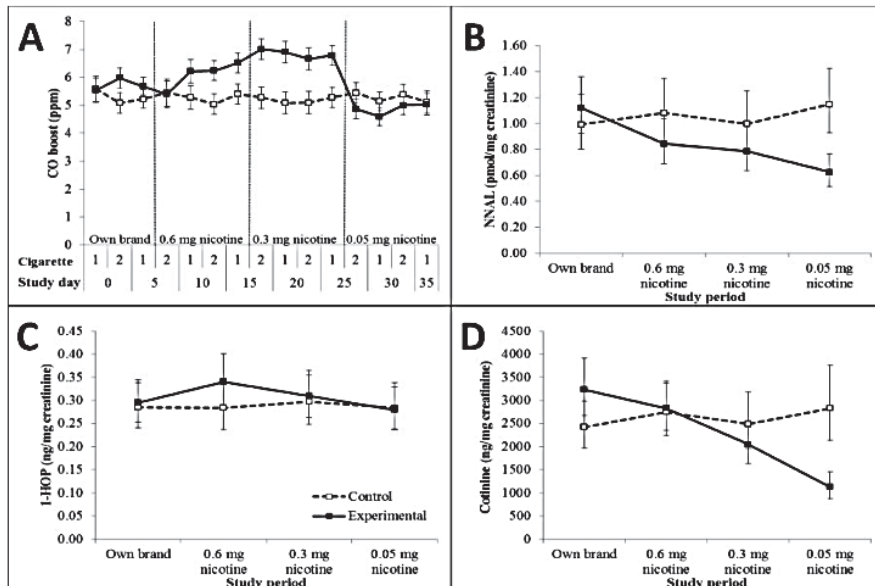 A
8
7
6
5
4
3
2
1
0
CO boost (ppm)
Own brand 0.6 mg nicotine 0.3 mg nicotine 0.05 mg nicotine
Cigarette 1 2 1 2 1 2 1 2 1 2 1 2 1 2 1
Study day 0 5 10 15 20 25 30 35
B
1.60
1.40
1.20
1.00
0.80
0.60
0.40
0.20
0.00
NNAL (pmol/mg creatinine)
Own brand 0.6 mg nicotine 0.3 mg nicotine 0.05 mg nicotine
Study period
C
0.45
0.40
0.35
0.30
0.25
0.20
0.15
0.10
0.05
0.00
1-HOP (ng/mg creatinine)
Control
Experimental
Own brand 0.6 mg nicotine 0.3 mg nicotine 0.05 mg nicotine
Study period
D
4500
4000
3500
3000
2500
2000
1500
1000
500
0
Cotinine (ng/mg creatinine)
Own brand 0.6 mg nicotine 0.3 mg nicotine 0.05 mg nicotine
Study period